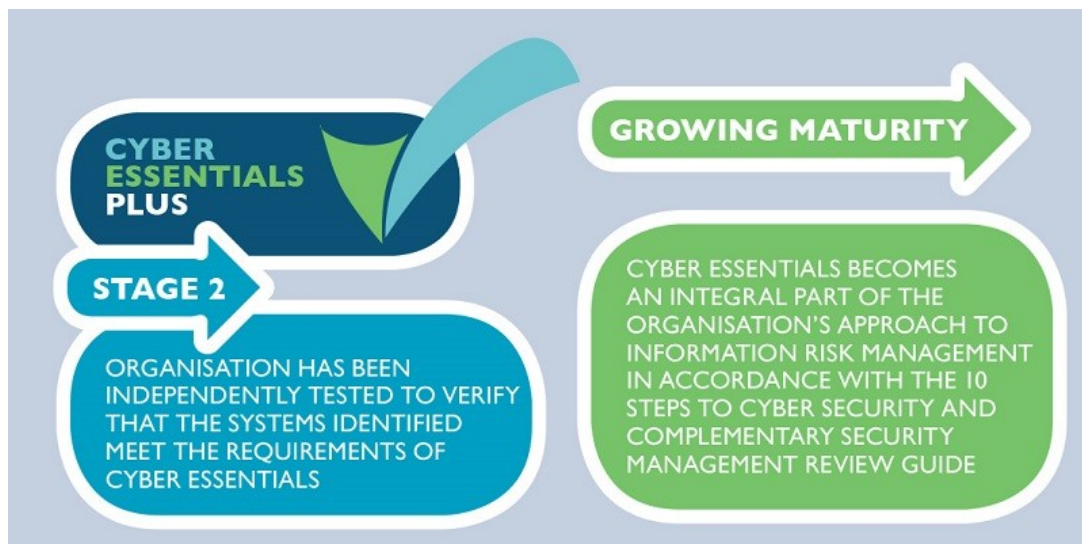 CYBER
ESSENTIALS
PLUS
STAGE 2
ORGANISATION HAS BEEN
INDEPENDENTLY TESTED TO VERIFY
THAT THE SYSTEMS IDENTIFIED
MEET THE REQUIREMENTS OF
CYBER ESSENTIALS
GROWING MATURITY
CYBER ESSENTIALS BECOMES
AN INTEGRAL PART OF THE
ORGANISATION'S APPROACH TO
INFORMATION RISK MANAGEMENT
IN ACCORDANCE WITH THE 10
STEPS TO CYBER SECURITY AND
COMPLEMENTARY SECURITY
MANAGEMENT REVIEW GUIDE